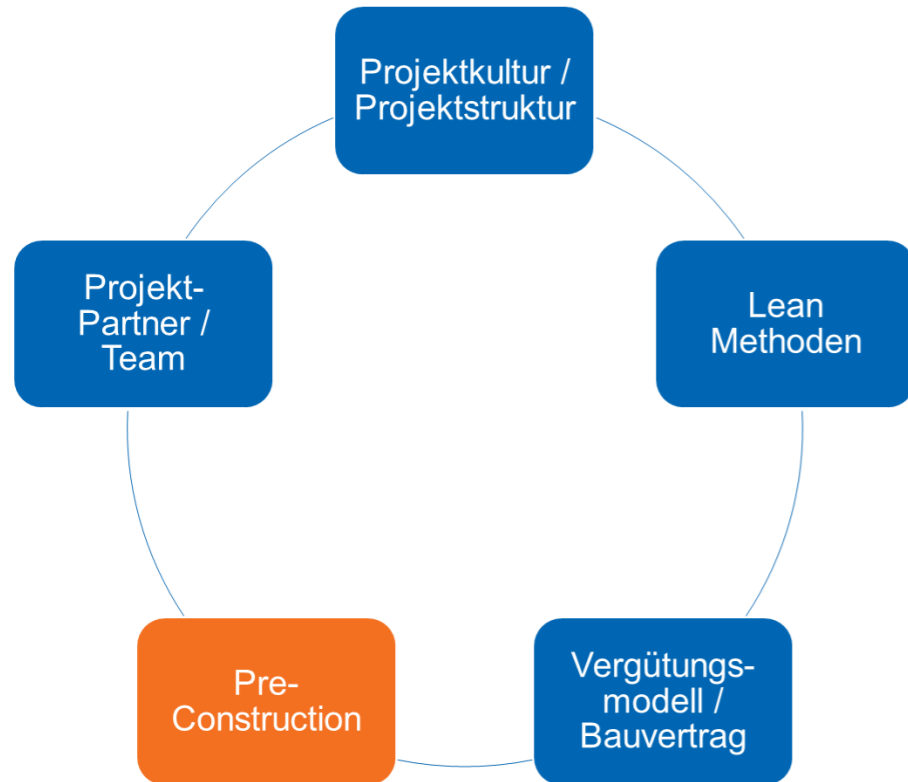 Projektkultur /
Projektstruktur
Projekt-
Partner /
Team
Lean
Methoden
Pre-
Construction
Vergütungs-
modell /
Bauvertrag